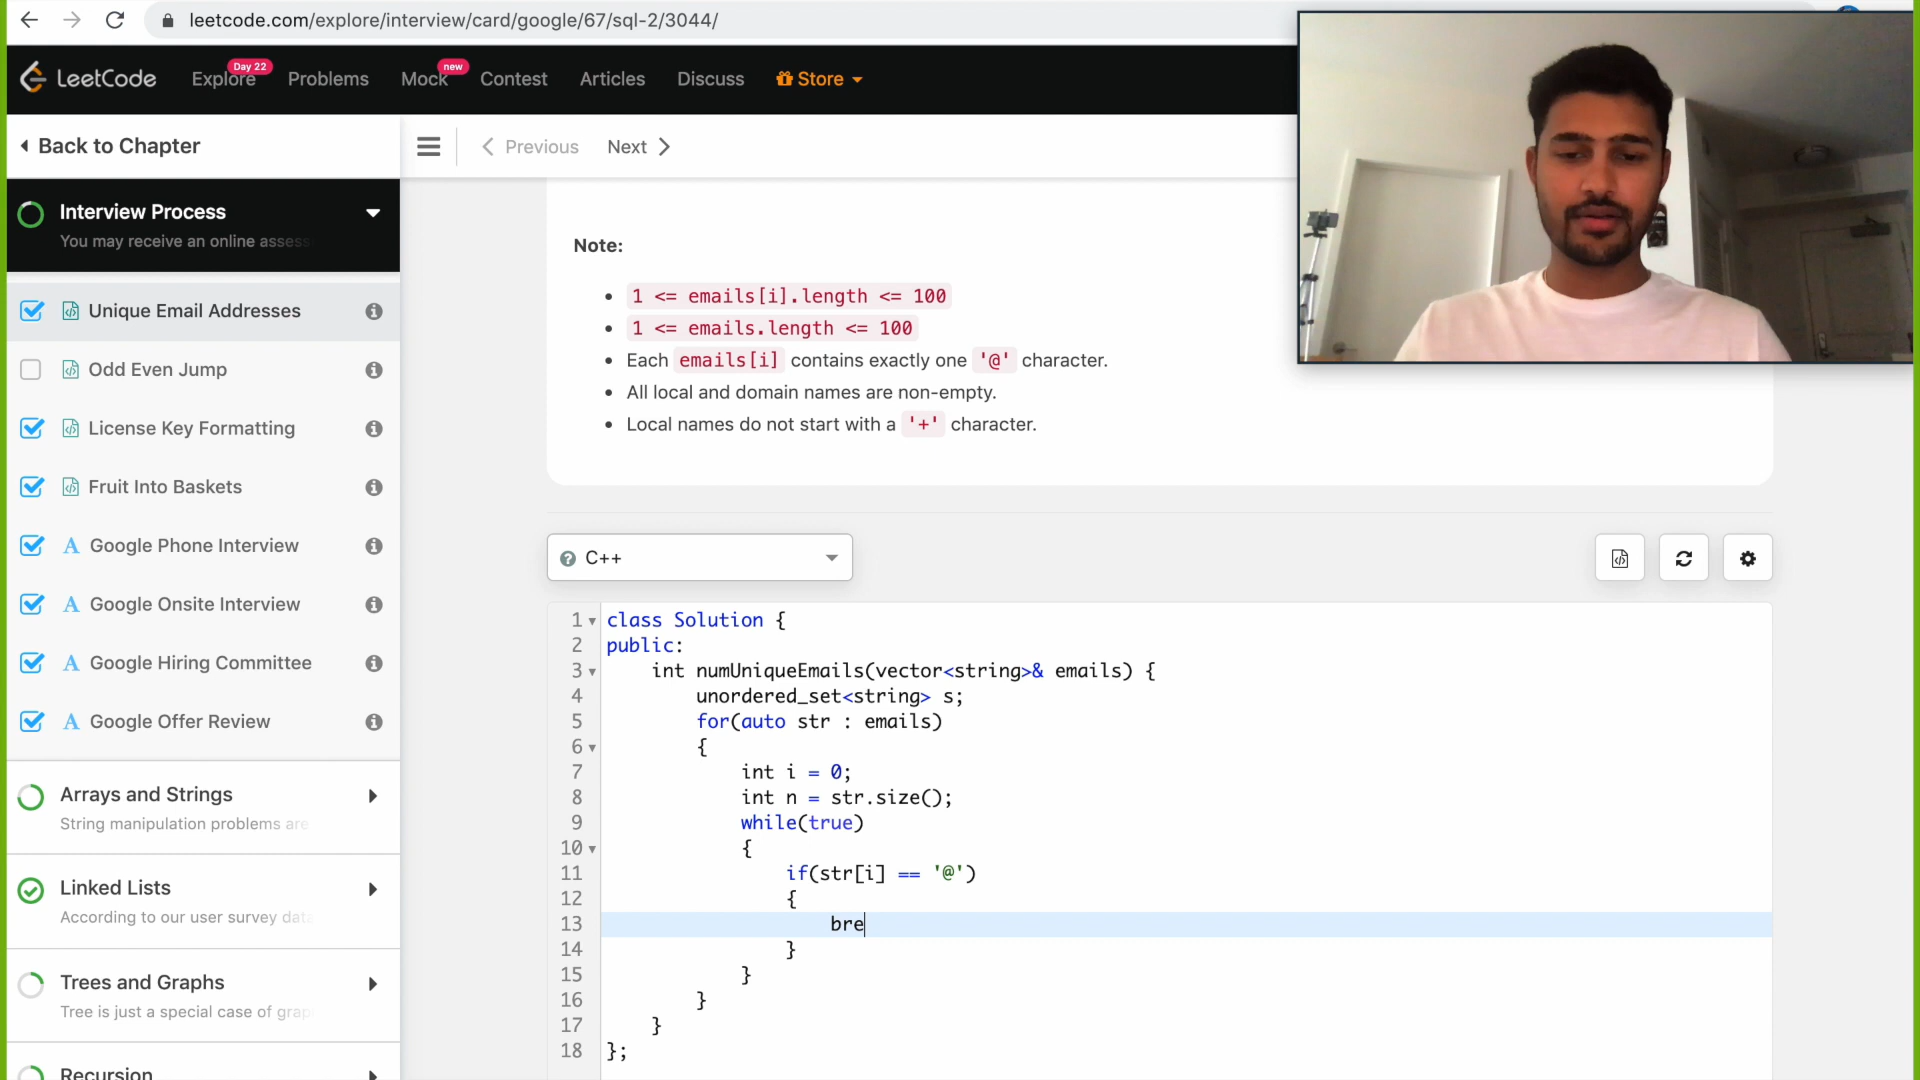 leetcode.com/explore/interview/card/google/67/sql-2/3044/
LeetCode
Explore
Day 22
Problems
Mock
new
Contest
Articles
Discuss
Store
Back to Chapter
Previous
Next
Interview Process
You may receive an online assess
Unique Email Addresses
Odd Even Jump
License Key Formatting
Fruit Into Baskets
A Google Phone Interview
A Google Onsite Interview
A Google Hiring Committee
A Google Offer Review
Arrays and Strings
String manipulation problems are
Linked Lists
According to our user survey data
Trees and Graphs
Tree is just a special case of grap
Recursion
Note:
1 <= emails[i].length <= 100
1 <= emails.length <= 100
Each emails[i] contains exactly one '@' character.
All local and domain names are non-empty.
Local names do not start with a '+' character.
C++
1 class Solution {
2 public:
3 int numUniqueEmails(vector<string>& emails) {
4 unordered_set<string> s;
5 for(auto str : emails)
6 {
7 int i = 0;
8 int n = str.size();
9 while(true)
10 {
11 if(str[i] == '@')
12 {
13 bre
14 }
15 }
16 }
17 }
18 };